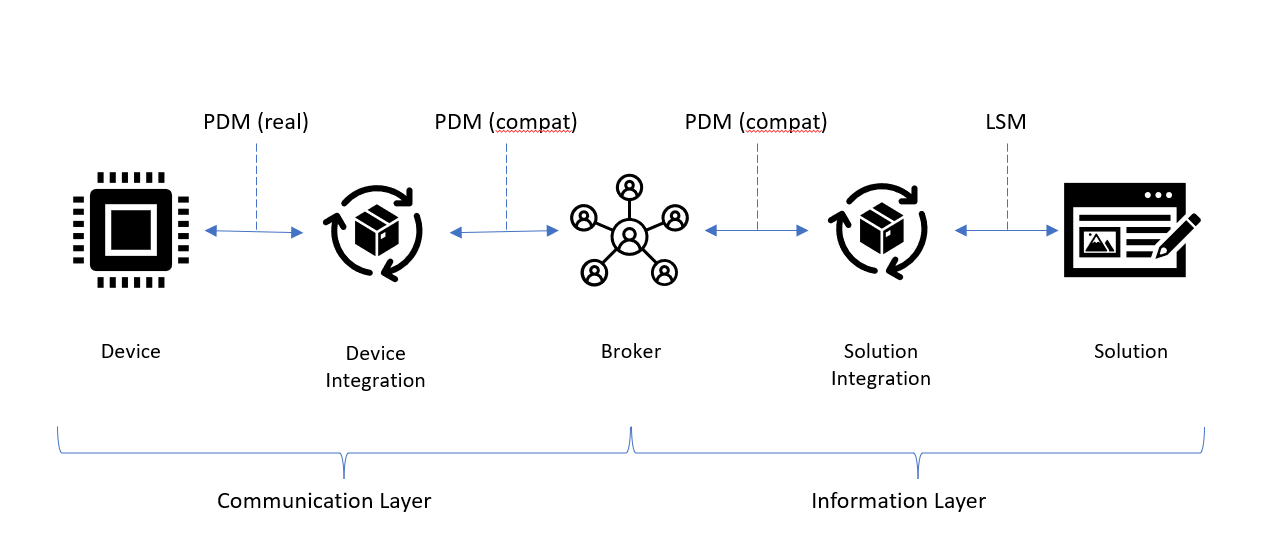 PDM (real)
PDM (compat)
PDM (compat)
LSM
Device
Device
Integration
Broker
Solution
Integration
Solution
Communication Layer
Information Layer